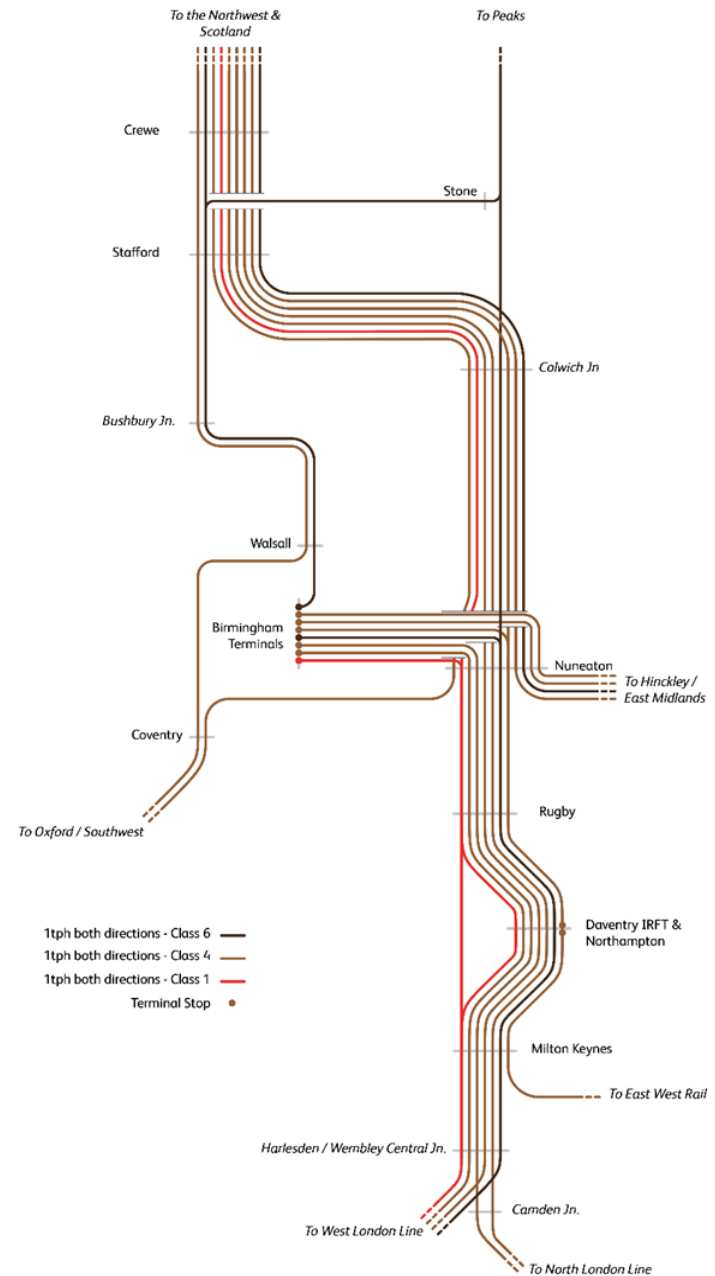 To the Northwest &
Scotland
To Peaks
Crewe
Stone
Stafford
Colwich Jn
Bushbury Jn.
Walsall
Birmingham
Terminals
Nuneaton
To Hinckley /
East Midlands
Coventry
To Oxford / Southwest
Rugby
Daventry IRFT &
Northampton
1tph both directions - Class 6
1tph both directions - Class 4
1tph both directions - Class 1
Terminal Stop
Milton Keynes
To East West Rail
Harlesden / Wembley Central Jn.
Camden Jn.
To West London Line
To North London Line